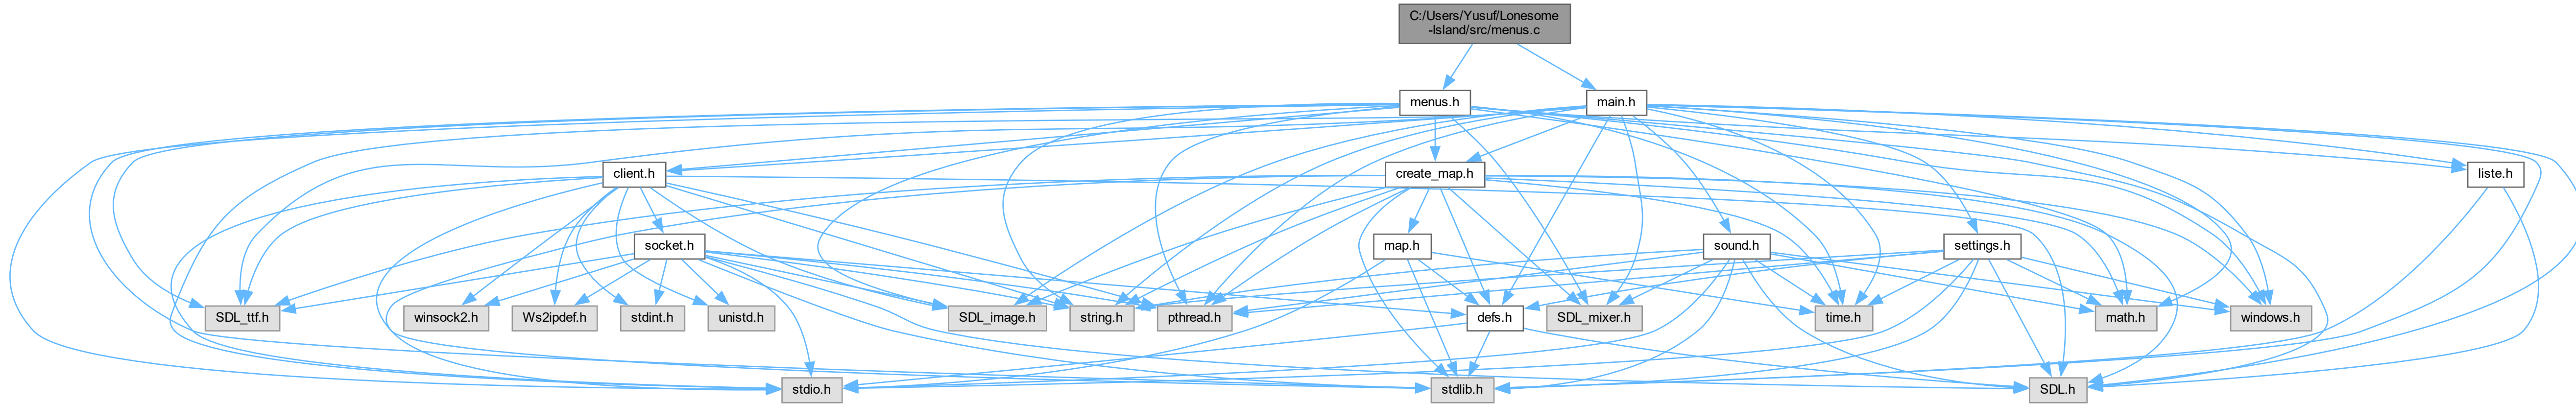 C:/Users/Yusuf/Lonesome
-Island/src/menus.c
menus.h
main.h
client.h
create_map.h
liste.h
socket.h
map.h
sound.h
settings.h
SDL_ttf.h
winsock2.h
Ws2ipdef.h
stdint.h
unistd.h
SDL_image.h
string.h
pthread.h
defs.h
SDL_mixer.h
time.h
math.h
windows.h
stdio.h
stdlib.h
SDL.h